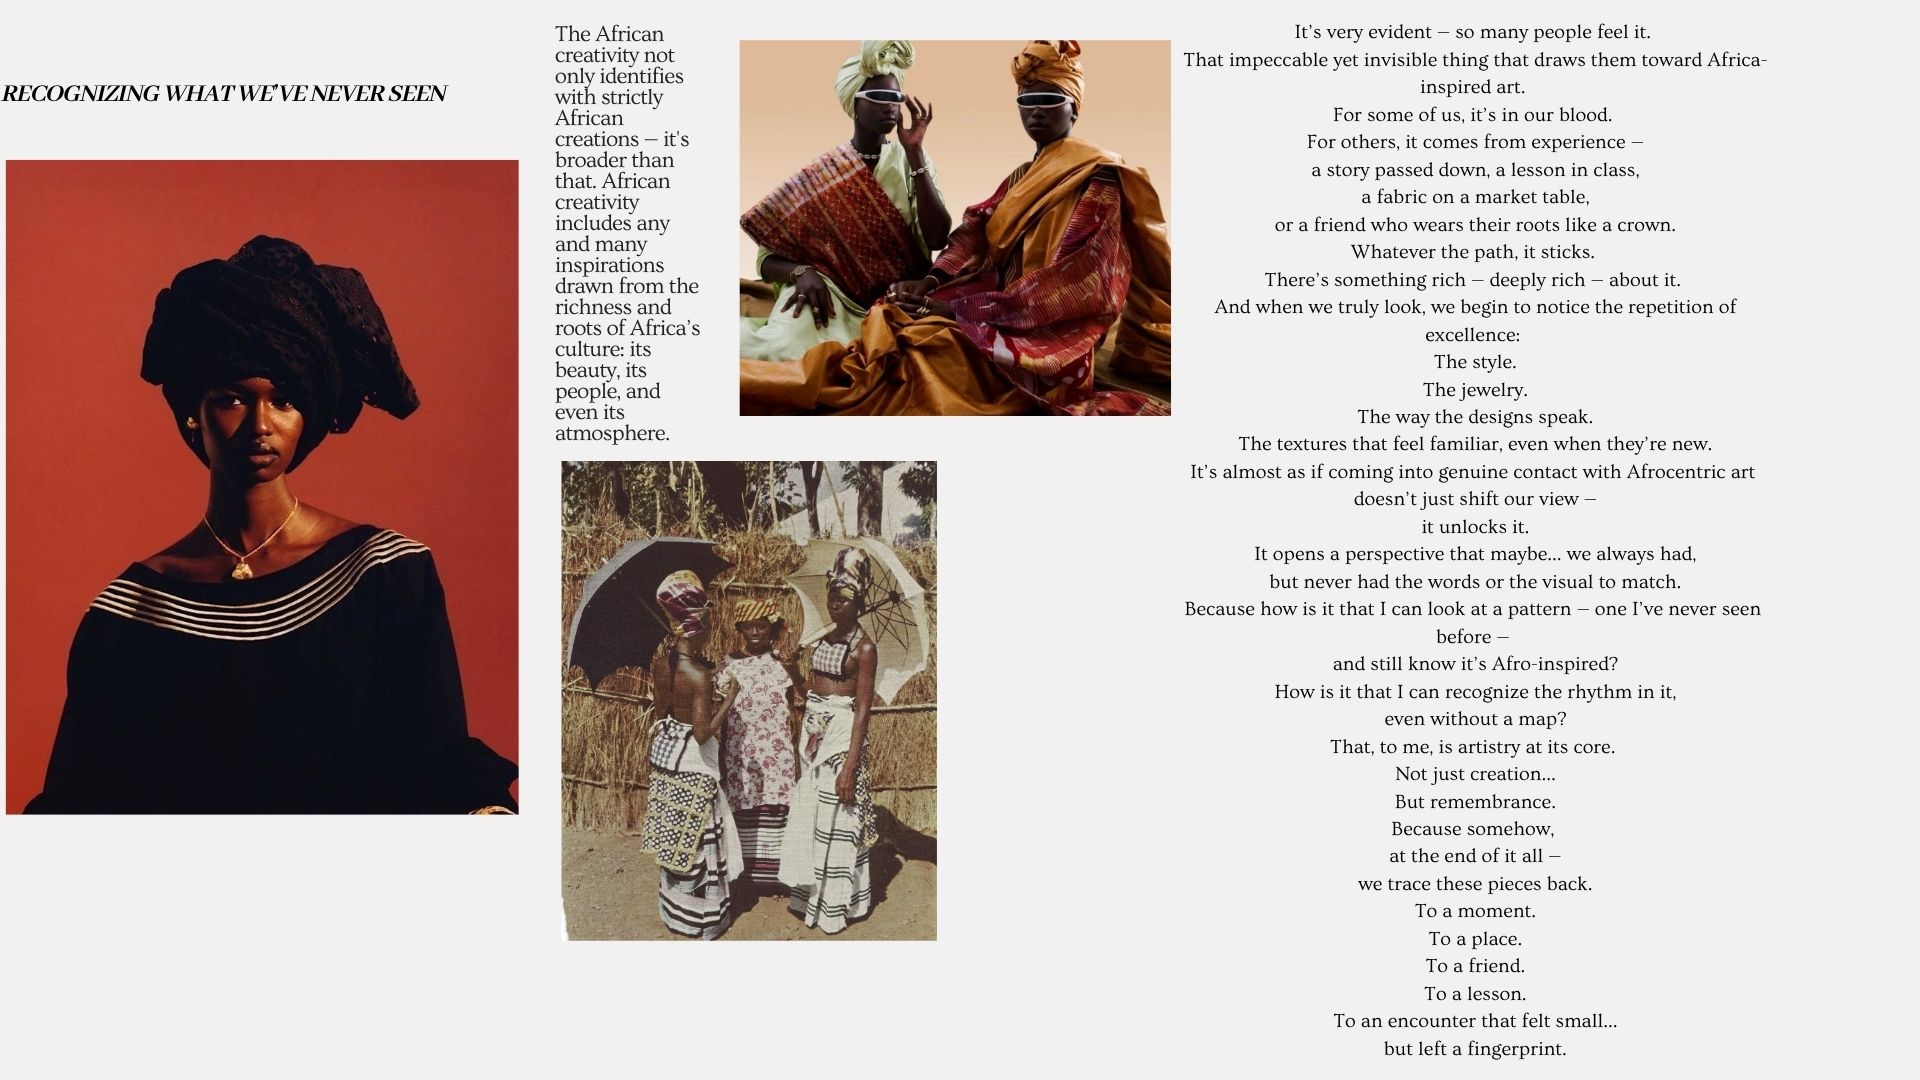 RECOGNIZING WHAT WE'VE NEVER SEEN
The African
creativity not
only identifies
with strictly
African
creations – it's
broader than
that. African
creativity
includes any
and many
inspirations
drawn from the
richness and
roots of Africa’s
culture: its
beauty, its
people, and
even its
atmosphere.
It’s very evident — so many people feel it.
That impeccable yet invisible thing that draws them toward Africa-
inspired art.
For some of us, it’s in our blood.
For others, it comes from experience —
a story passed down, a lesson in class,
a fabric on a market table,
or a friend who wears their roots like a crown.
Whatever the path, it sticks.
There’s something rich — deeply rich — about it.
And when we truly look, we begin to notice the repetition of
excellence:
The style.
The jewelry.
The way the designs speak.
The textures that feel familiar, even when they’re new.
It’s almost as if coming into genuine contact with Afrocentric art
doesn’t just shift our view —
it unlocks it.
It opens a perspective that maybe... we always had,
but never had the words or the visual to match.
Because how is it that I can look at a pattern — one I’ve never seen
before —
and still know it’s Afro-inspired?
How is it that I can recognize the rhythm in it,
even without a map?
That, to me, is artistry at its core.
Not just creation...
But remembrance.
Because somehow,
at the end of it all —
we trace these pieces back.
To a moment.
To a place.
To a friend.
To a lesson.
To an encounter that felt small...
but left a fingerprint.